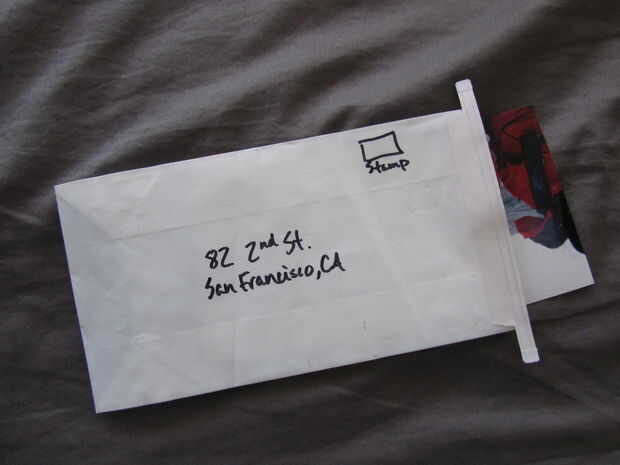 Stamp
82 2nd St.
San Francisco, CA